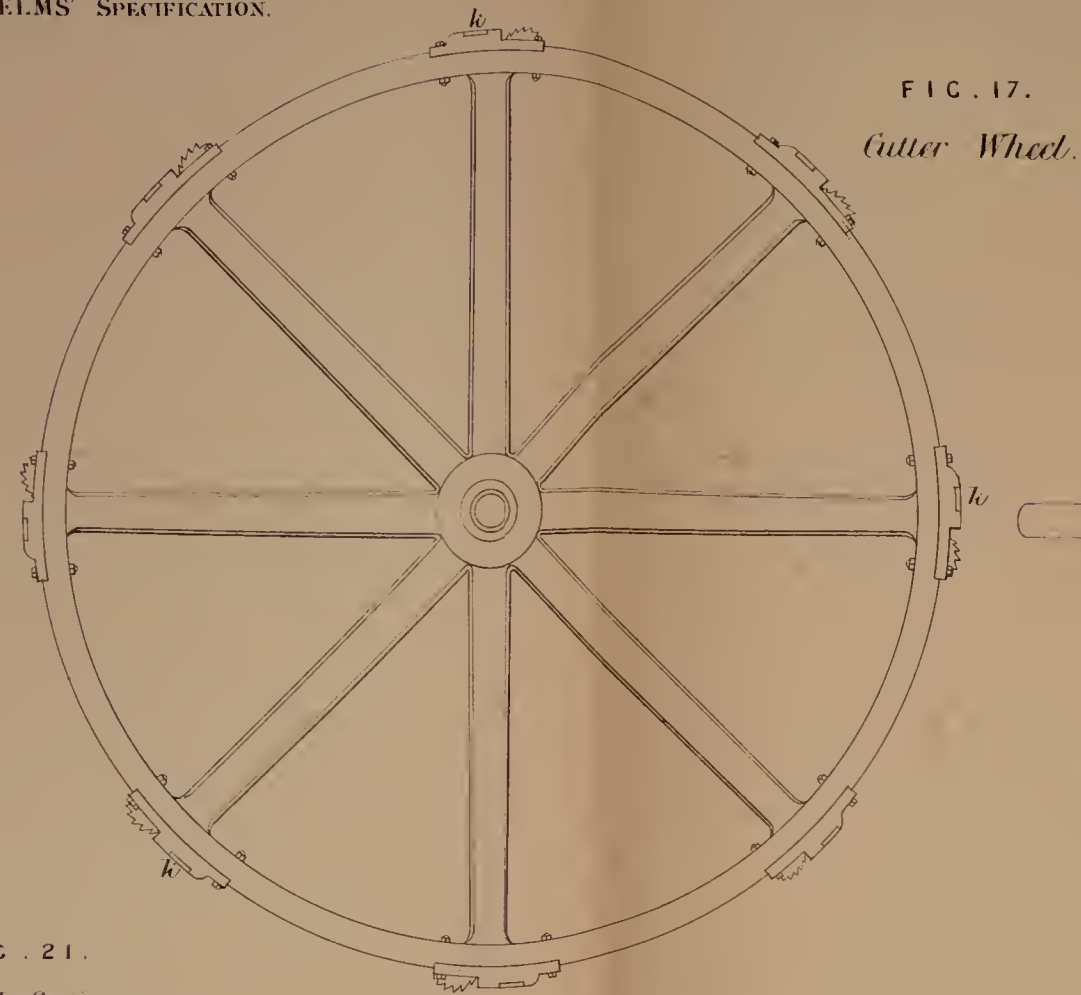 SPECIFICATION.
k
FIG. 17.
Cutter Wheel.
k
k
21.